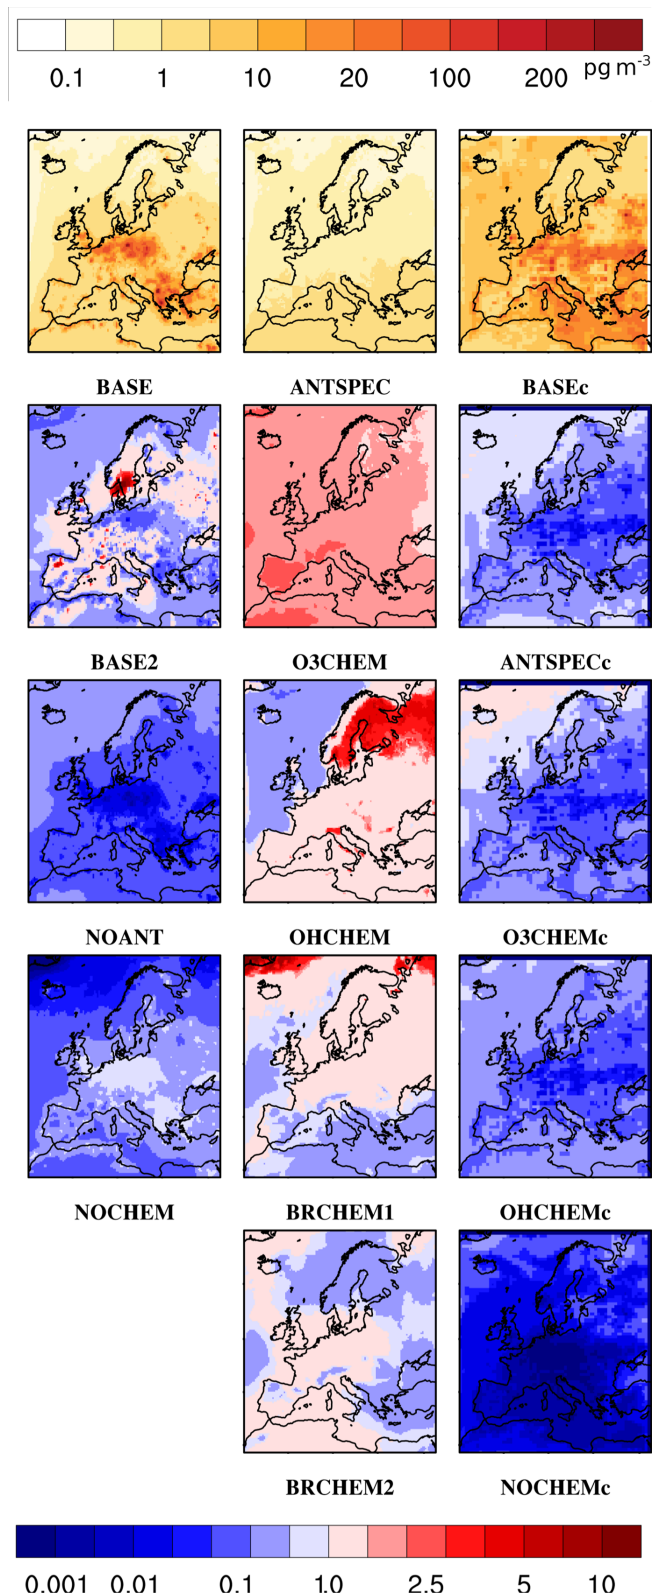 0.1 1 10 20 100 200 pg m-3
BASE ANTSPEC BASEc
BASE2 O3CHEM ANTSPECc
NOANT OHCHEM O3CHEMc
NOCHEM BRCHEM1 OHCHEMc
BRCHEM2 NOCHEMc
0.001 0.01 0.1 1.0 2.5 5 10